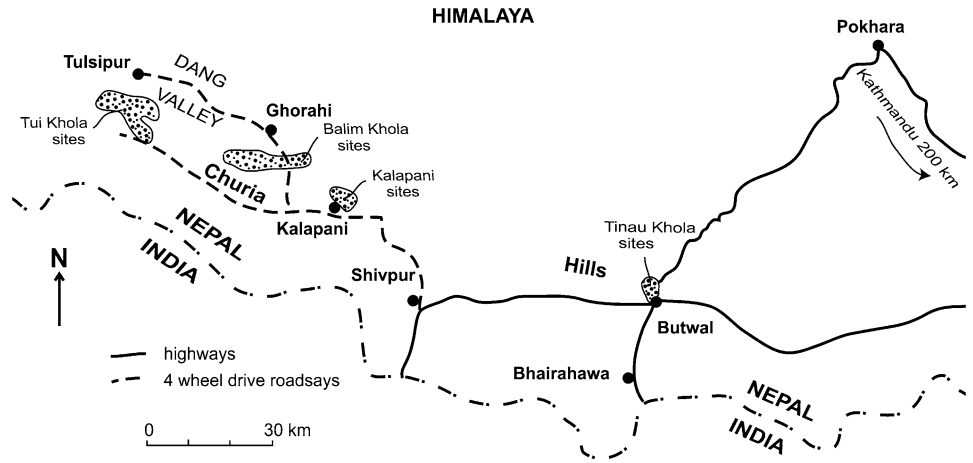 HIMALAYA
Pokhara
Tulsipur
DANG
VALLEY
Ghorahi
Kathmandu 200 km
Tui Khola
sites
Balim Khola
sites
Churia
Kalapani
sites
Kalapani
NEPAL
INDIA
Tinau Khola
sites
N
Shivpur
Hills
Butwal
highways
4 wheel drive roadsays
Bhairahawa
NEPAL
INDIA
0
30 km